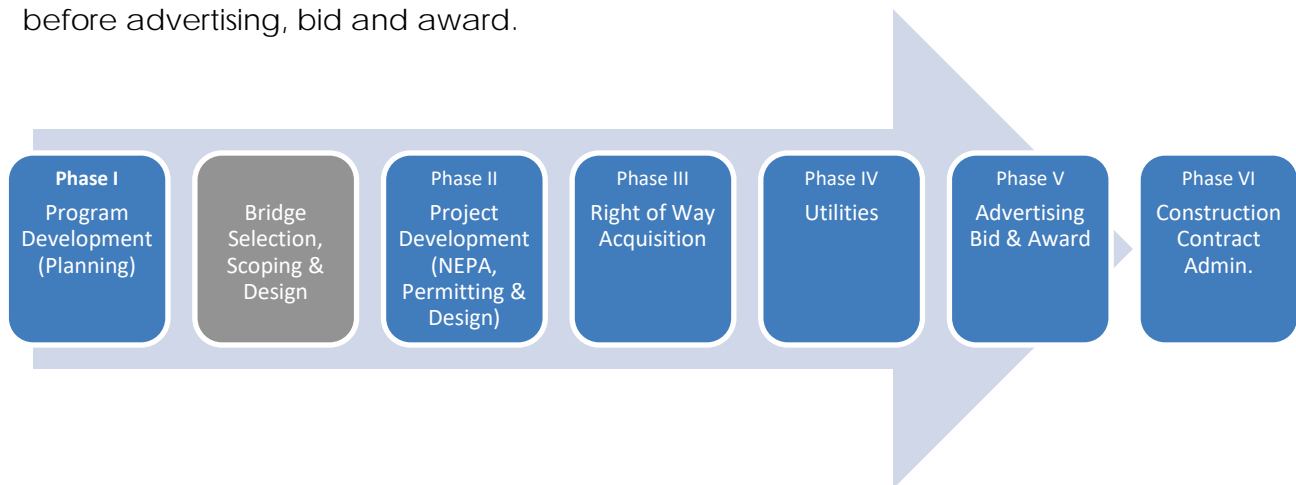 before advertising, bid and award.
Phase I
Program
Development
(Planning)
Bridge
Selection,
Scoping &
Design
Phase II
Project
Development
(NEPA,
Permitting &
Design)
Phase III
Right of Way
Acquisition
Phase IV
Utilities
Phase V
Advertising
Bid & Award
Phase VI
Construction
Contract
Admin.